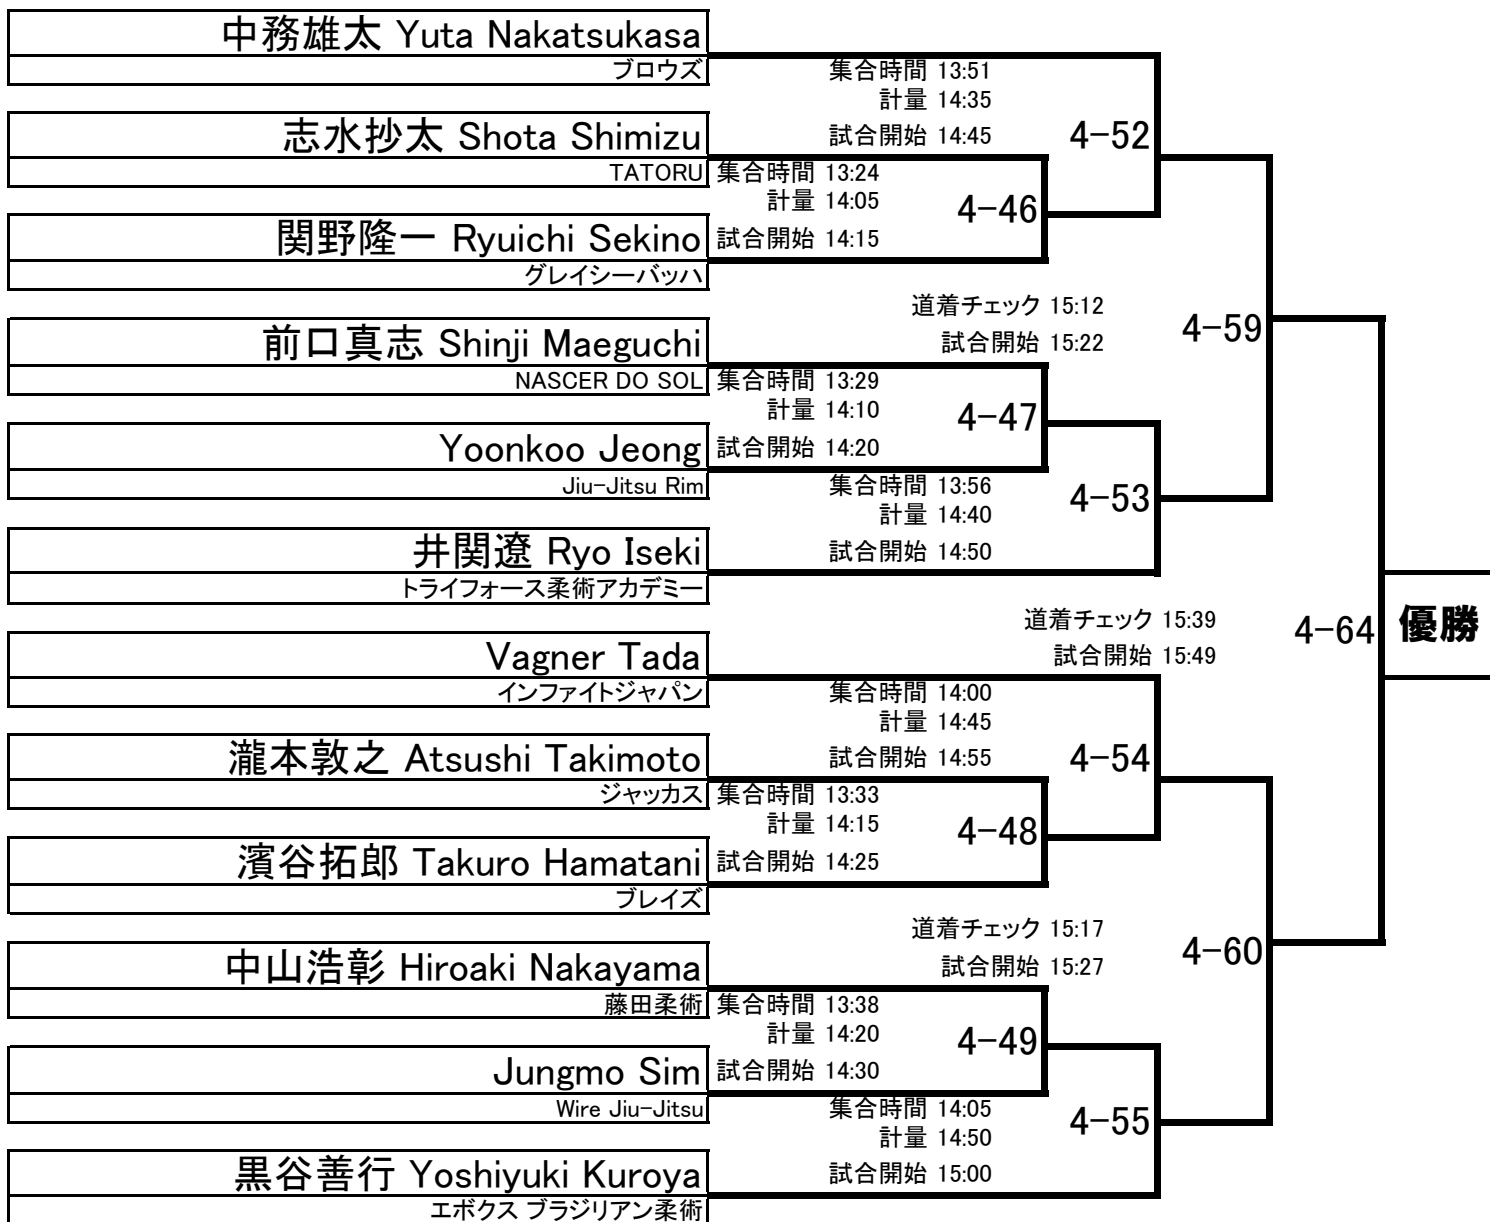 中務雄太 Yuta Nakatsukasa
ブロウズ
集合時間 13:51
計量 14:35
試合開始 14:45
4-52
志水抄太 Shota Shimizu
TATORU
集合時間 13:24
計量 14:05
試合開始 14:15
4-46
関野隆一 Ryuichi Sekino
グレイシーバッハ
道着チェック 15:12
試合開始 15:22
4-59
前口真志 Shinji Maeguchi
NASCER DO SOL
集合時間 13:29
計量 14:10
試合開始 14:20
4-47
Yoonkoo Jeong
Jiu-Jitsu Rim
集合時間 13:56
計量 14:40
試合開始 14:50
4-53
井関遼 Ryo Iseki
トライフォース柔術アカデミー
道着チェック 15:39
試合開始 15:49
4-64
優勝
Vagner Tada
インファイトジャパン
集合時間 14:00
計量 14:45
試合開始 14:55
4-54
瀧本敦之 Atsushi Takimoto
ジャッカス
集合時間 13:33
計量 14:15
試合開始 14:25
4-48
濱谷拓郎 Takuro Hamatani
ブレイズ
道着チェック 15:17
試合開始 15:27
4-60
中山浩彰 Hiroaki Nakayama
藤田柔術
集合時間 13:38
計量 14:20
試合開始 14:30
4-49
Jungmo Sim
Wire Jiu-Jitsu
集合時間 14:05
計量 14:50
試合開始 15:00
4-55
黒谷善行 Yoshiyuki Kuroya
エボクス ブラジリアン柔術